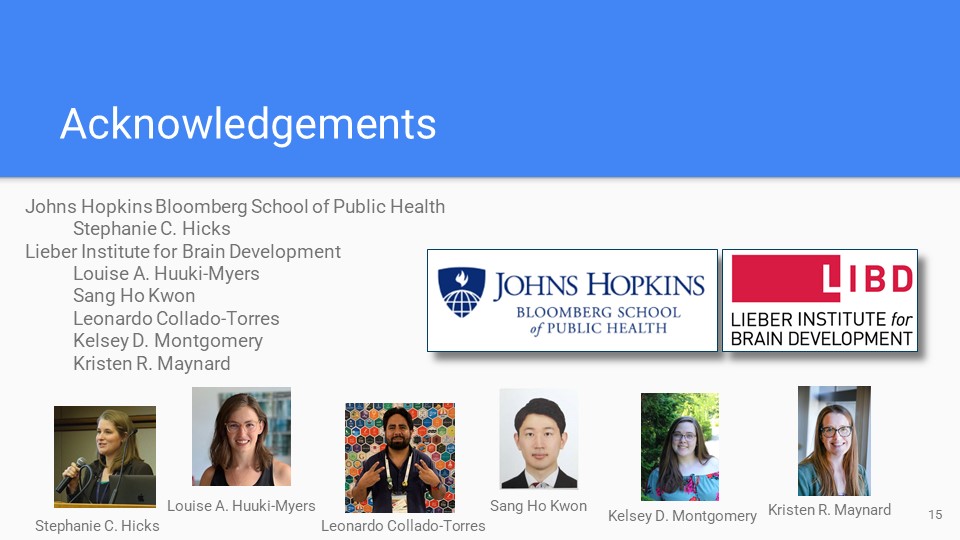 Acknowledgements
Johns Hopkins Bloomberg School of Public Health
Stephanie C. Hicks
Lieber Institute for Brain Development
Louise A. Huuki-Myers
Sang Ho Kwon
Leonardo Collado-Torres
Kelsey D. Montgomery
Kristen R. Maynard
JOHNS HOPKINS
BLOOMBERG SCHOOL
of PUBLIC HEALTH
LIBD
LIEBER INSTITUTE for
BRAIN DEVELOPMENT
Stephanie C. Hicks
Louise A. Huuki-Myers
Leonardo Collado-Torres
Sang Ho Kwon
Kelsey D. Montgomery
Kristen R. Maynard
15